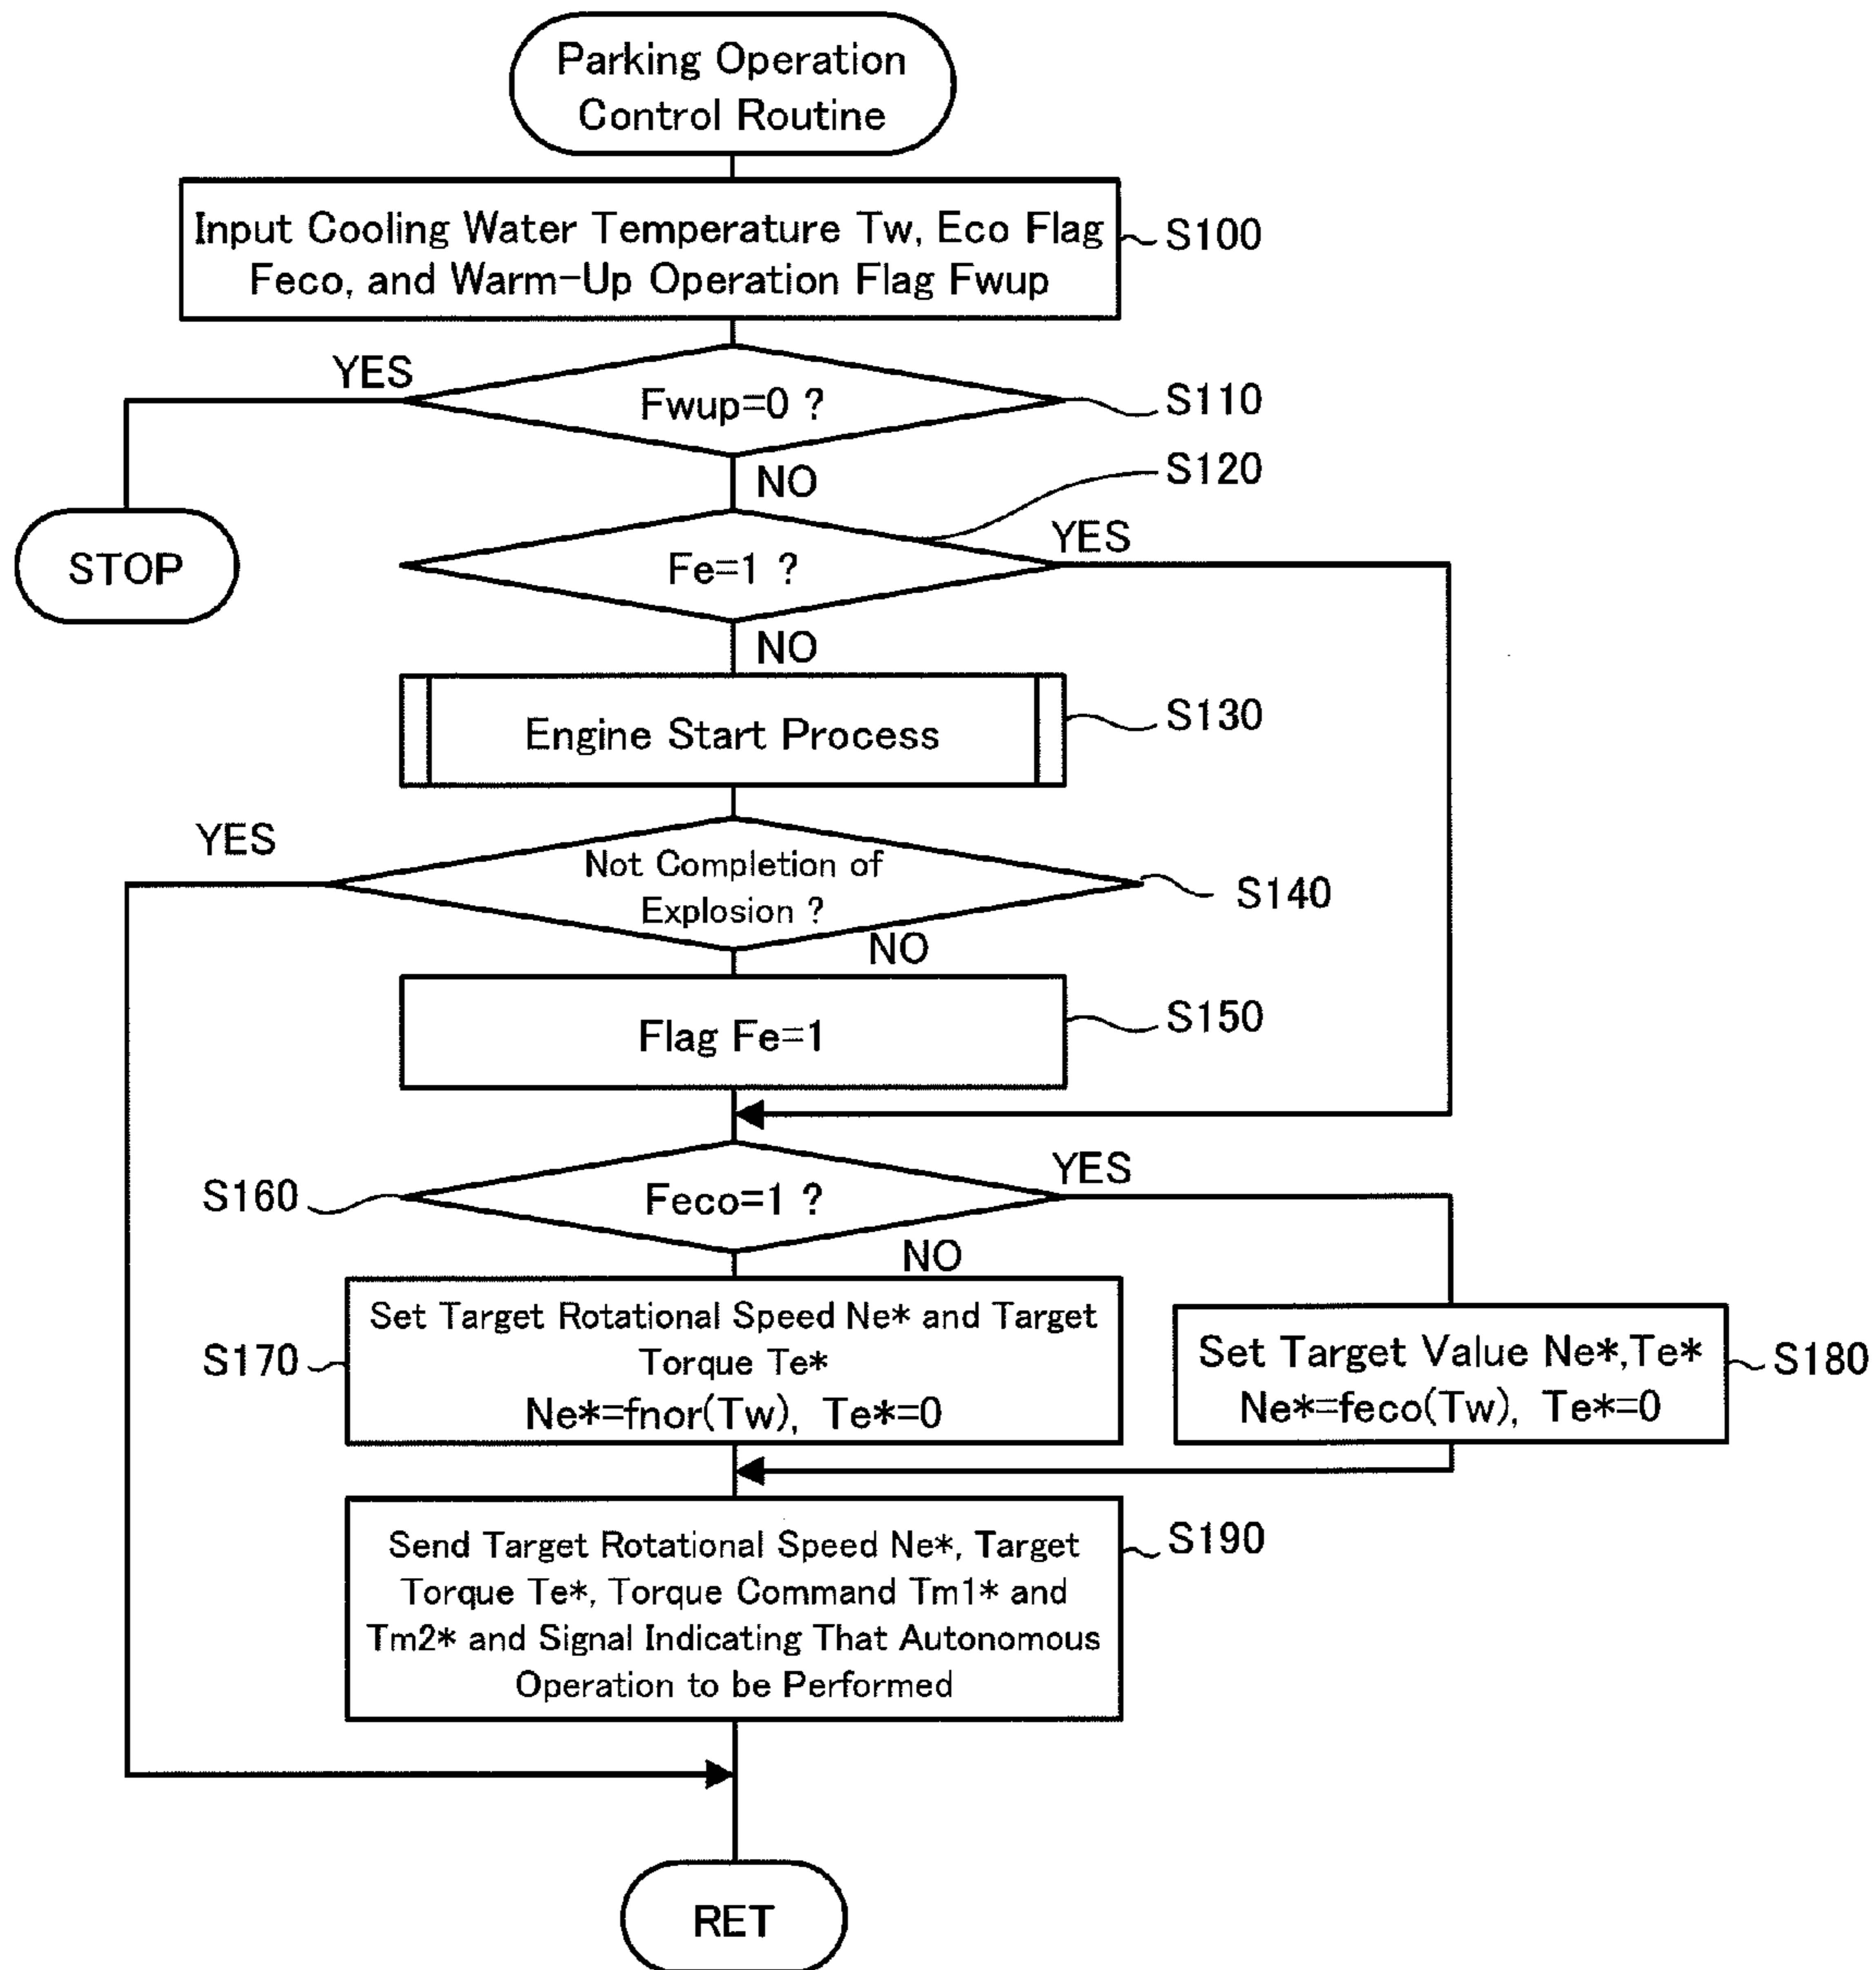 Parking Operation
Control Routine
Input Cooling Water Temperature Tw, Eco Flag
Feco, and Warm-Up Operation Flag Fwup
S100
YES
Fwup=0 ?
S110
NO
S120
STOP
Fe=1 ?
YES
NO
Engine Start Process
S130
YES
Not Completion of
Explosion ?
S140
NO
Flag Fe=1
S150
S160
Feco=1 ?
YES
NO
S170
Set Target Rotational Speed Ne* and Target
Torque Te*
Ne*=fnor(Tw), Te*=0
Set Target Value Ne*,Te*
Ne*=feco(Tw), Te*=0
S180
Send Target Rotational Speed Ne*, Target
Torque Te*, Torque Command Tm1* and
Tm2* and Signal Indicating That Autonomous
Operation to be Performed
S190
RET